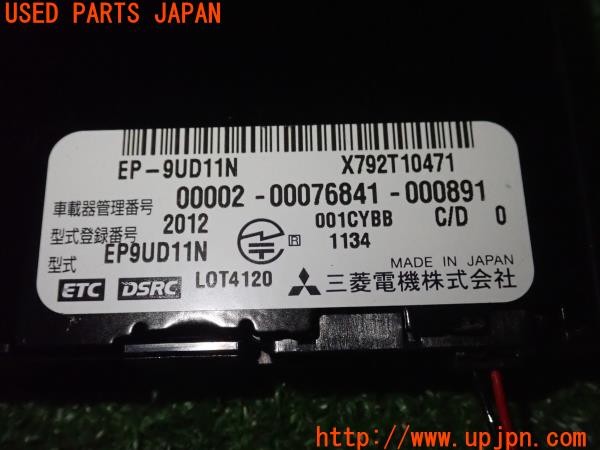 USED PARTS JAPAN
EP-9UD11N X792T10471
車載器管理番号 00002-00076841-000891
型式登録番号 2012 001CYBB C/D 0
型式 EP9UD11N R 1134
MADE IN JAPAN
ETC DSRC LOT4120 三菱電機株式会社
http://www.upjpn.com/